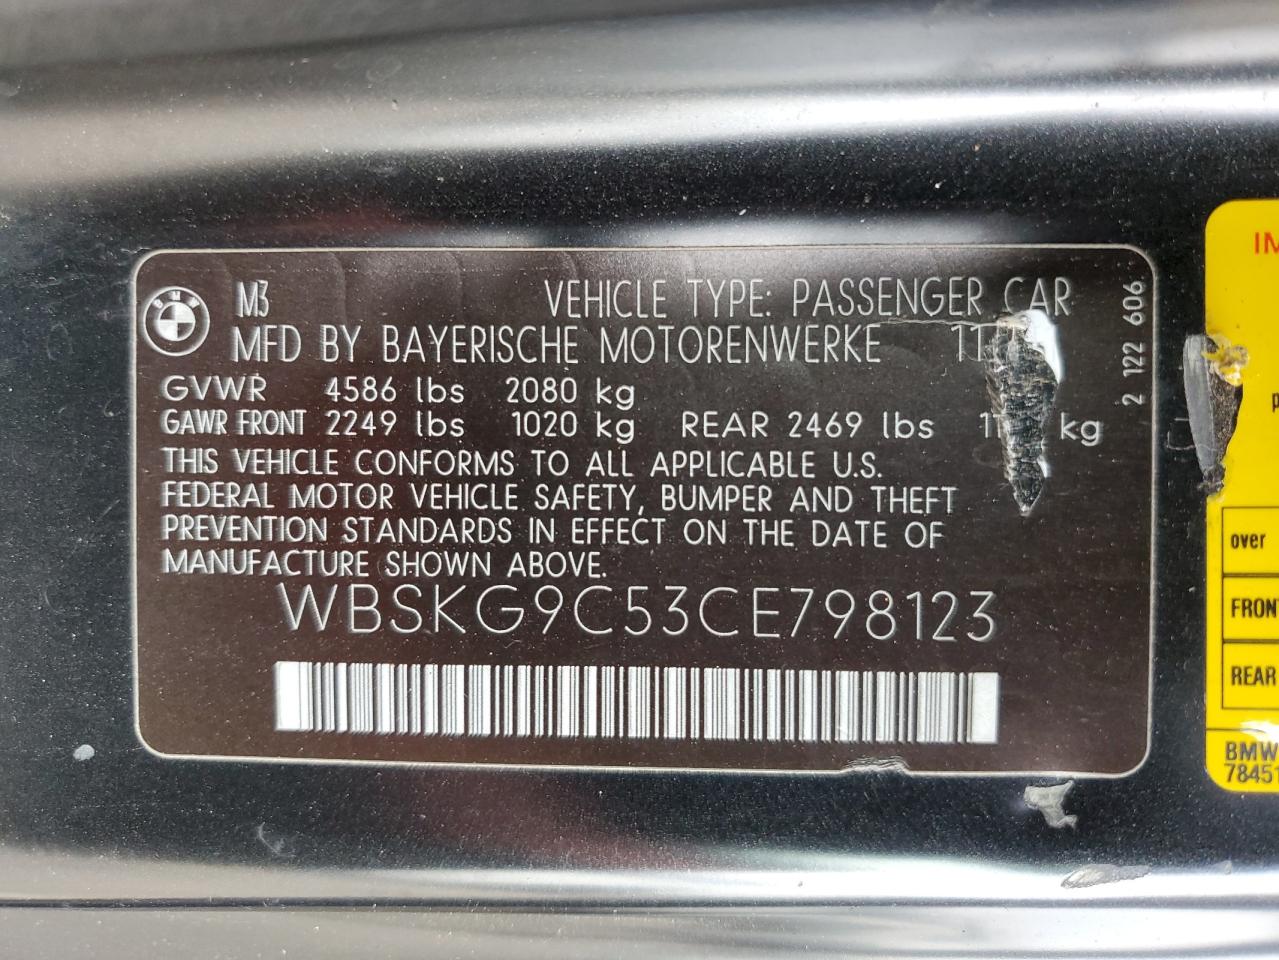 BMW
M3 VEHICLE TYPE: PASSENGER CAR
MFD BY BAYERISCHE MOTORENWERKE
GVWR 4586 lbs 2080 kg
GAWR FRONT 2249 lbs 1020 kg REAR 2469 lbs kg
THIS VEHICLE CONFORMS TO ALL APPLICABLE U.S.
FEDERAL MOTOR VEHICLE SAFETY, BUMPER AND THEFT
PREVENTION STANDARDS IN EFFECT ON THE DATE OF
MANUFACTURE SHOWN ABOVE.
WBSKG9C53CE798123
2 122 606
over
FRONT
REAR
BMW